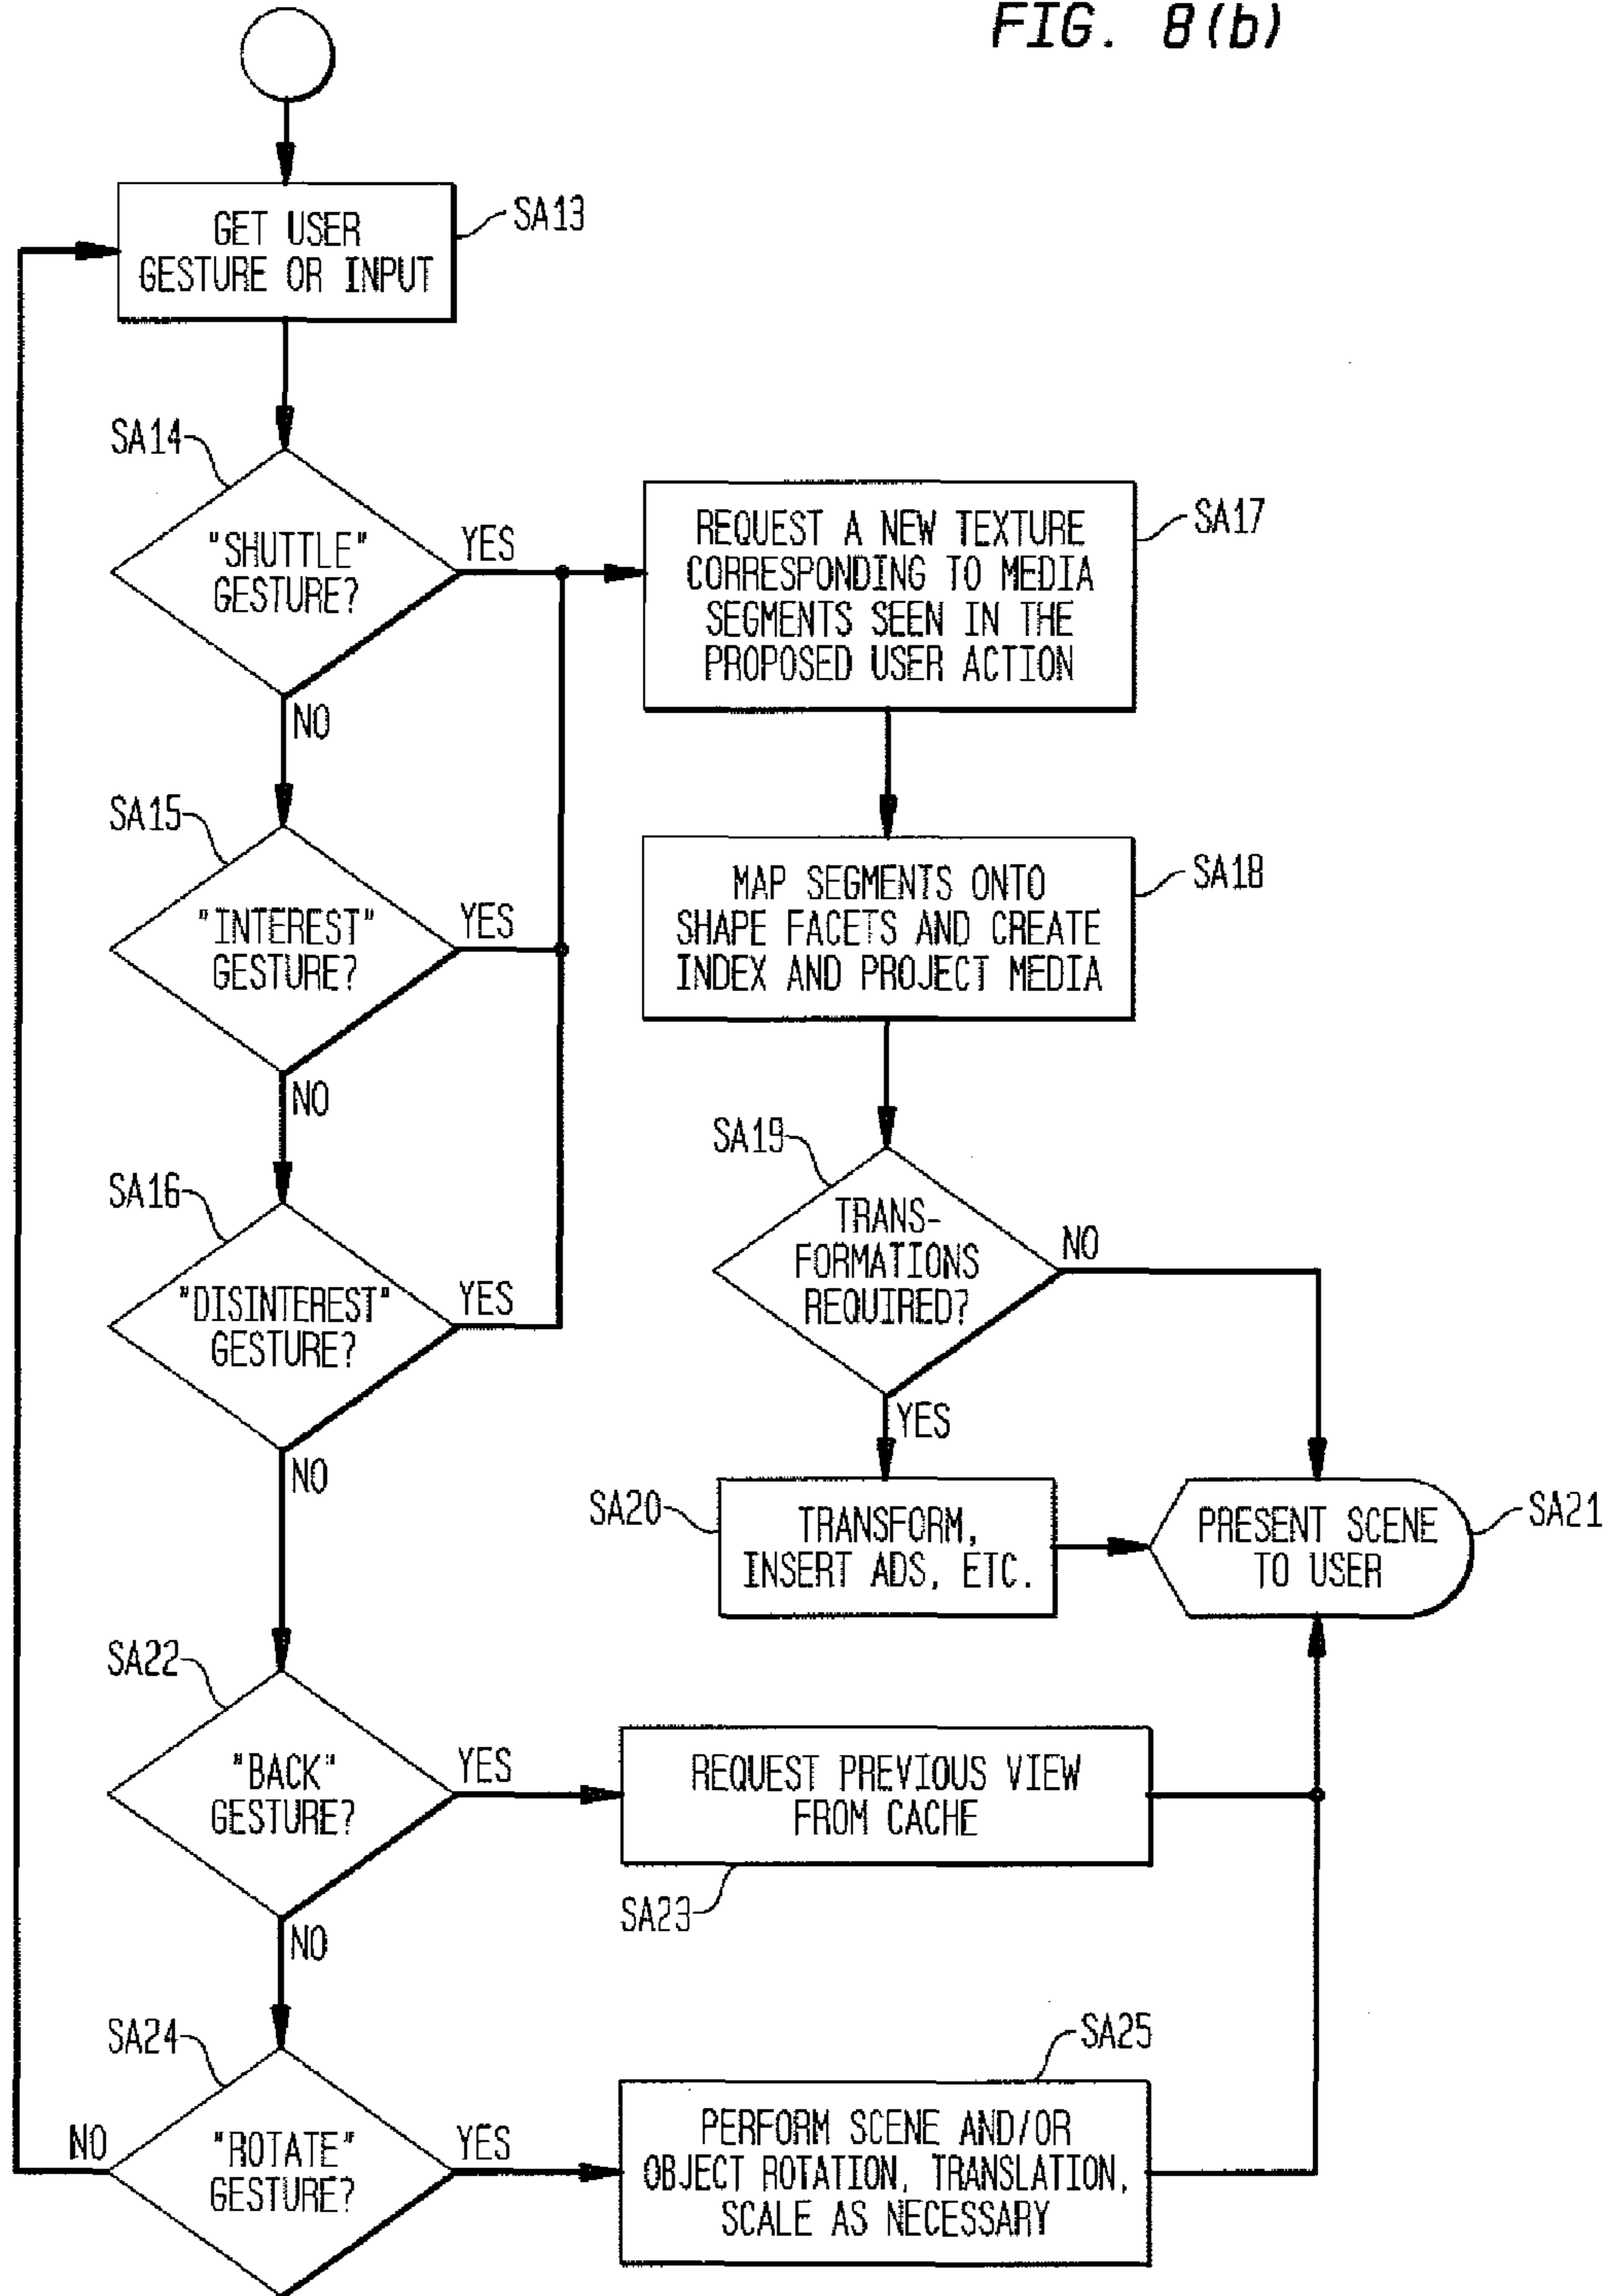 FIG. 8(b)
GET USER
GESTURE OR INPUT
SA13
SA14
"SHUTTLE"
GESTURE?
YES
NO
REQUEST A NEW TEXTURE
CORRESPONDING TO MEDIA
SEGMENTS SEEN IN THE
PROPOSED USER ACTION
SA17
SA15
"INTEREST"
GESTURE?
YES
NO
MAP SEGMENTS ONTO
SHAPE FACETS AND CREATE
INDEX AND PROJECT MEDIA
SA18
SA16
"DISINTEREST"
GESTURE?
YES
NO
SA19
TRANS-
FORMATIONS
REQUIRED?
NO
YES
SA20
TRANSFORM,
INSERT ADS, ETC.
PRESENT SCENE
TO USER
SA21
SA22
"BACK"
GESTURE?
YES
NO
REQUEST PREVIOUS VIEW
FROM CACHE
SA23
SA24
"ROTATE"
GESTURE?
NO
YES
SA25
PERFORM SCENE AND/OR
OBJECT ROTATION, TRANSLATION,
SCALE AS NECESSARY